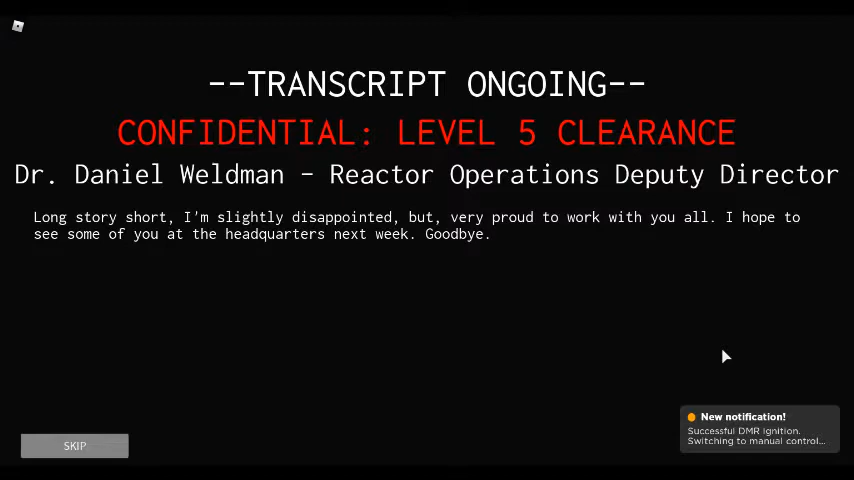 --TRANSCRIPT ONGOING--
CONFIDENTIAL: LEVEL 5 CLEARANCE
Dr. Daniel Weldman - Reactor Operations Deputy Director
Long story short, I'm slightly disappointed, but, very proud to work with you all. I hope to
see some of you at the headquarters next week. Goodbye.
New notification!
Successful DMR Ignition.
Switching to manual control...
SKIP